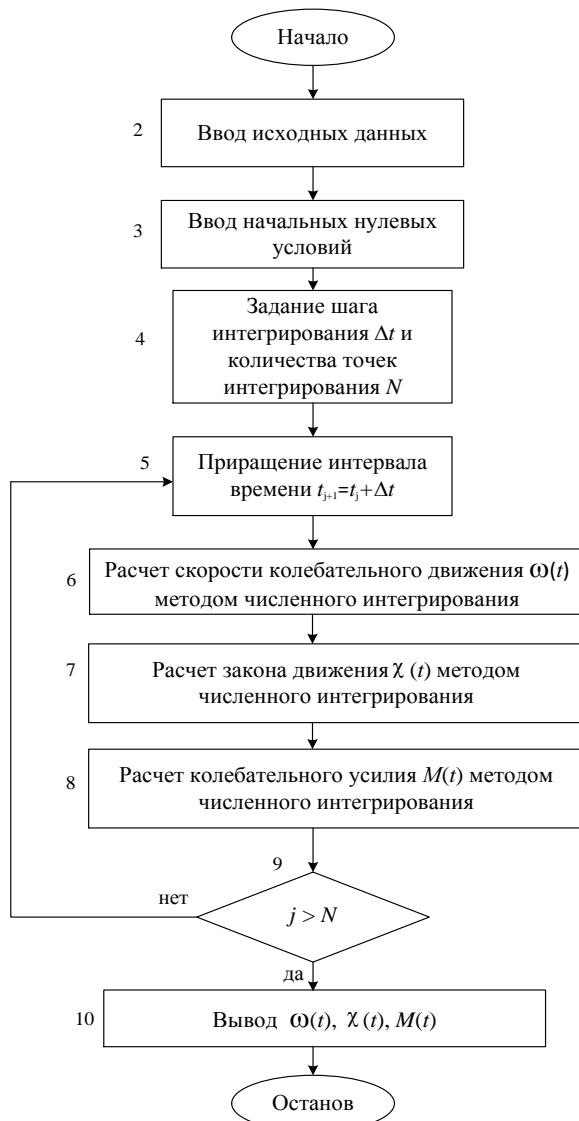 Начало
2
Ввод исходных данных
3
Ввод начальных нулевых
условий
4
Задание шага
интегрирования Δt и
количества точек
интегрирования N
5
Приращение интервала
времени t_{j+1}=t_j+Δt
6
Расчет скорости колебательного движения ω(t)
методом численного интегрирования
7
Расчет закона движения χ (t) методом
численного интегрирования
8
Расчет колебательного усилия M(t) методом
численного интегрирования
9
нет
j > N
да
10
Вывод ω(t), χ(t), M(t)
Останов